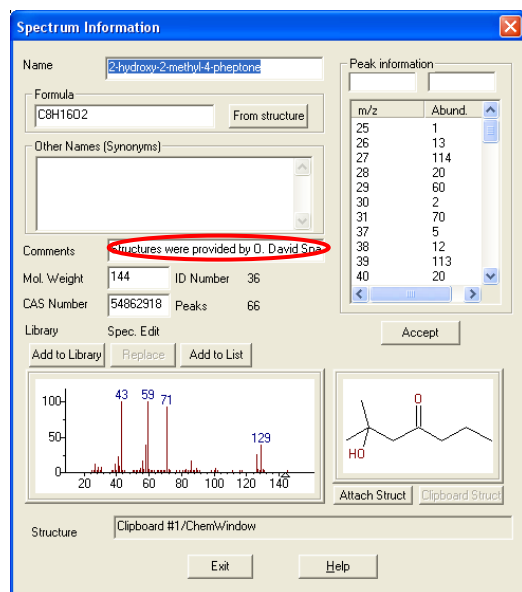 Spectrum Information
Name 2-hydroxy-2-methyl-4-pheptone
Formula
C8H16O2 From structure
Other Names (Synonyms)
Comments structures were provided by O. David Spa
Mol. Weight 144 ID Number 36
CAS Number 54862918 Peaks 66
Library Spec. Edit
Add to Library Replace Add to List
Peak information
m/z Abund.
25 1
26 13
27 114
28 20
29 60
30 2
31 70
37 5
38 12
39 113
40 20
Accept
100
50
0
43 59 71
129
20 40 60 80 100 120 140
O
HO
Attach Struct Clipboard Struct
Structure Clipboard #1/ChemWindow
Exit Help